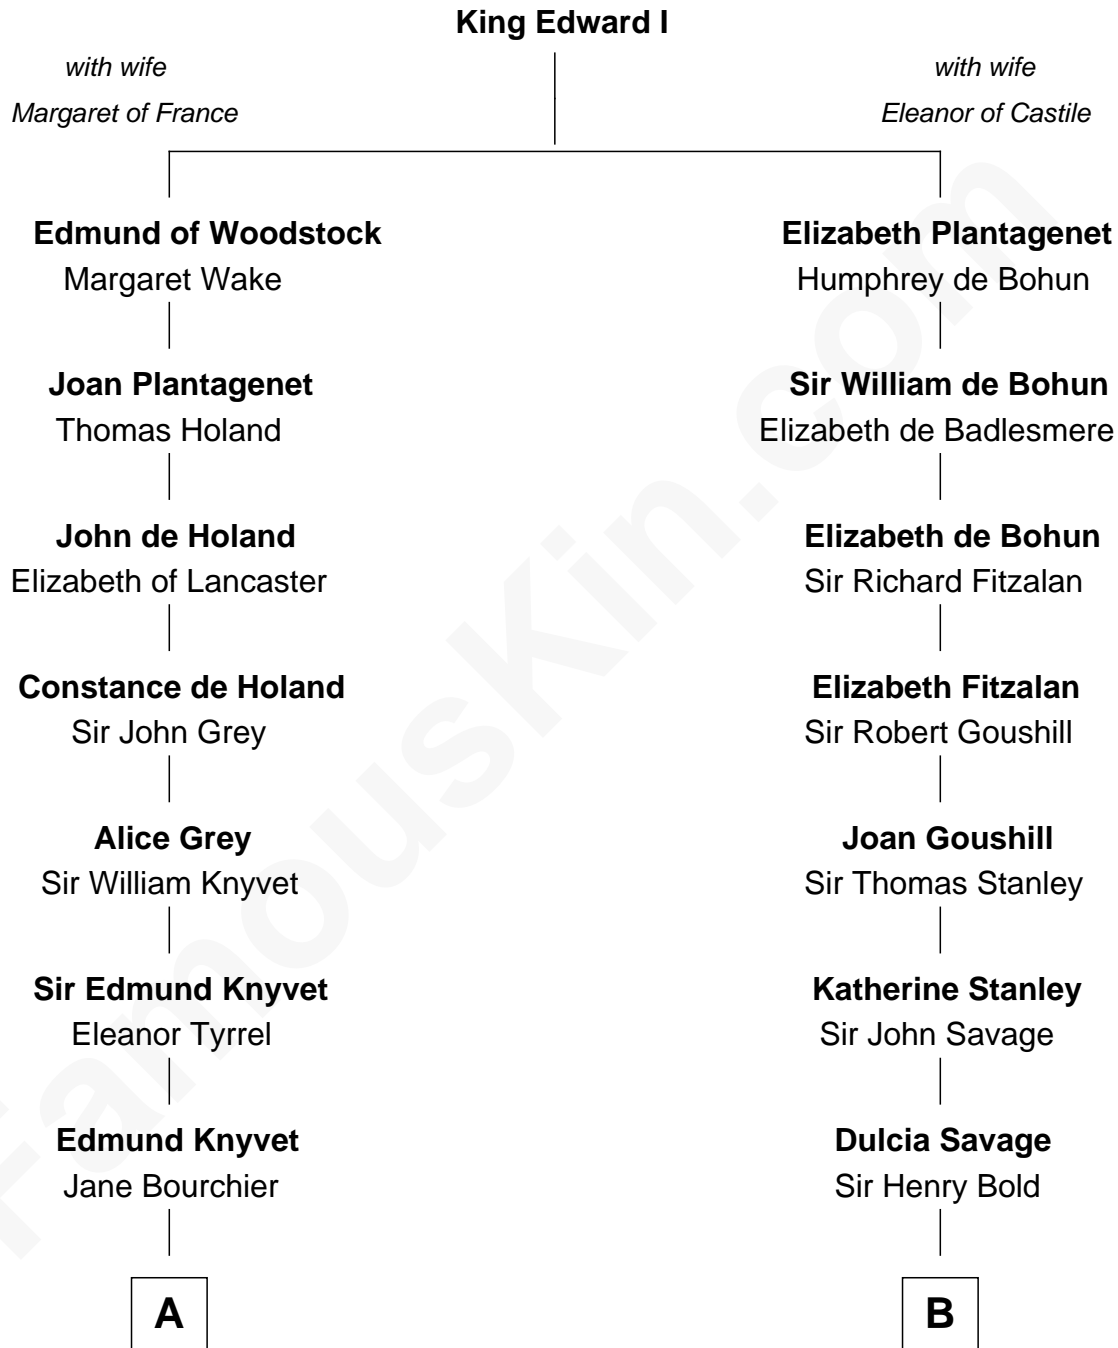 King Edward I
with wife
Margaret of France
with wife
Eleanor of Castile
Edmund of Woodstock
Margaret Wake
Elizabeth Plantagenet
Humphrey de Bohun
Joan Plantagenet
Thomas Holand
Sir William de Bohun
Elizabeth de Badlesmere
John de Holand
Elizabeth of Lancaster
Elizabeth de Bohun
Sir Richard Fitzalan
Constance de Holand
Sir John Grey
Elizabeth Fitzalan
Sir Robert Goushill
Alice Grey
Sir William Knyvet
Joan Goushill
Sir Thomas Stanley
Sir Edmund Knyvet
Eleanor Tyrrel
Katherine Stanley
Sir John Savage
Edmund Knyvet
Jane Bourchier
Dulcia Savage
Sir Henry Bold
A
B
FamousKin.com